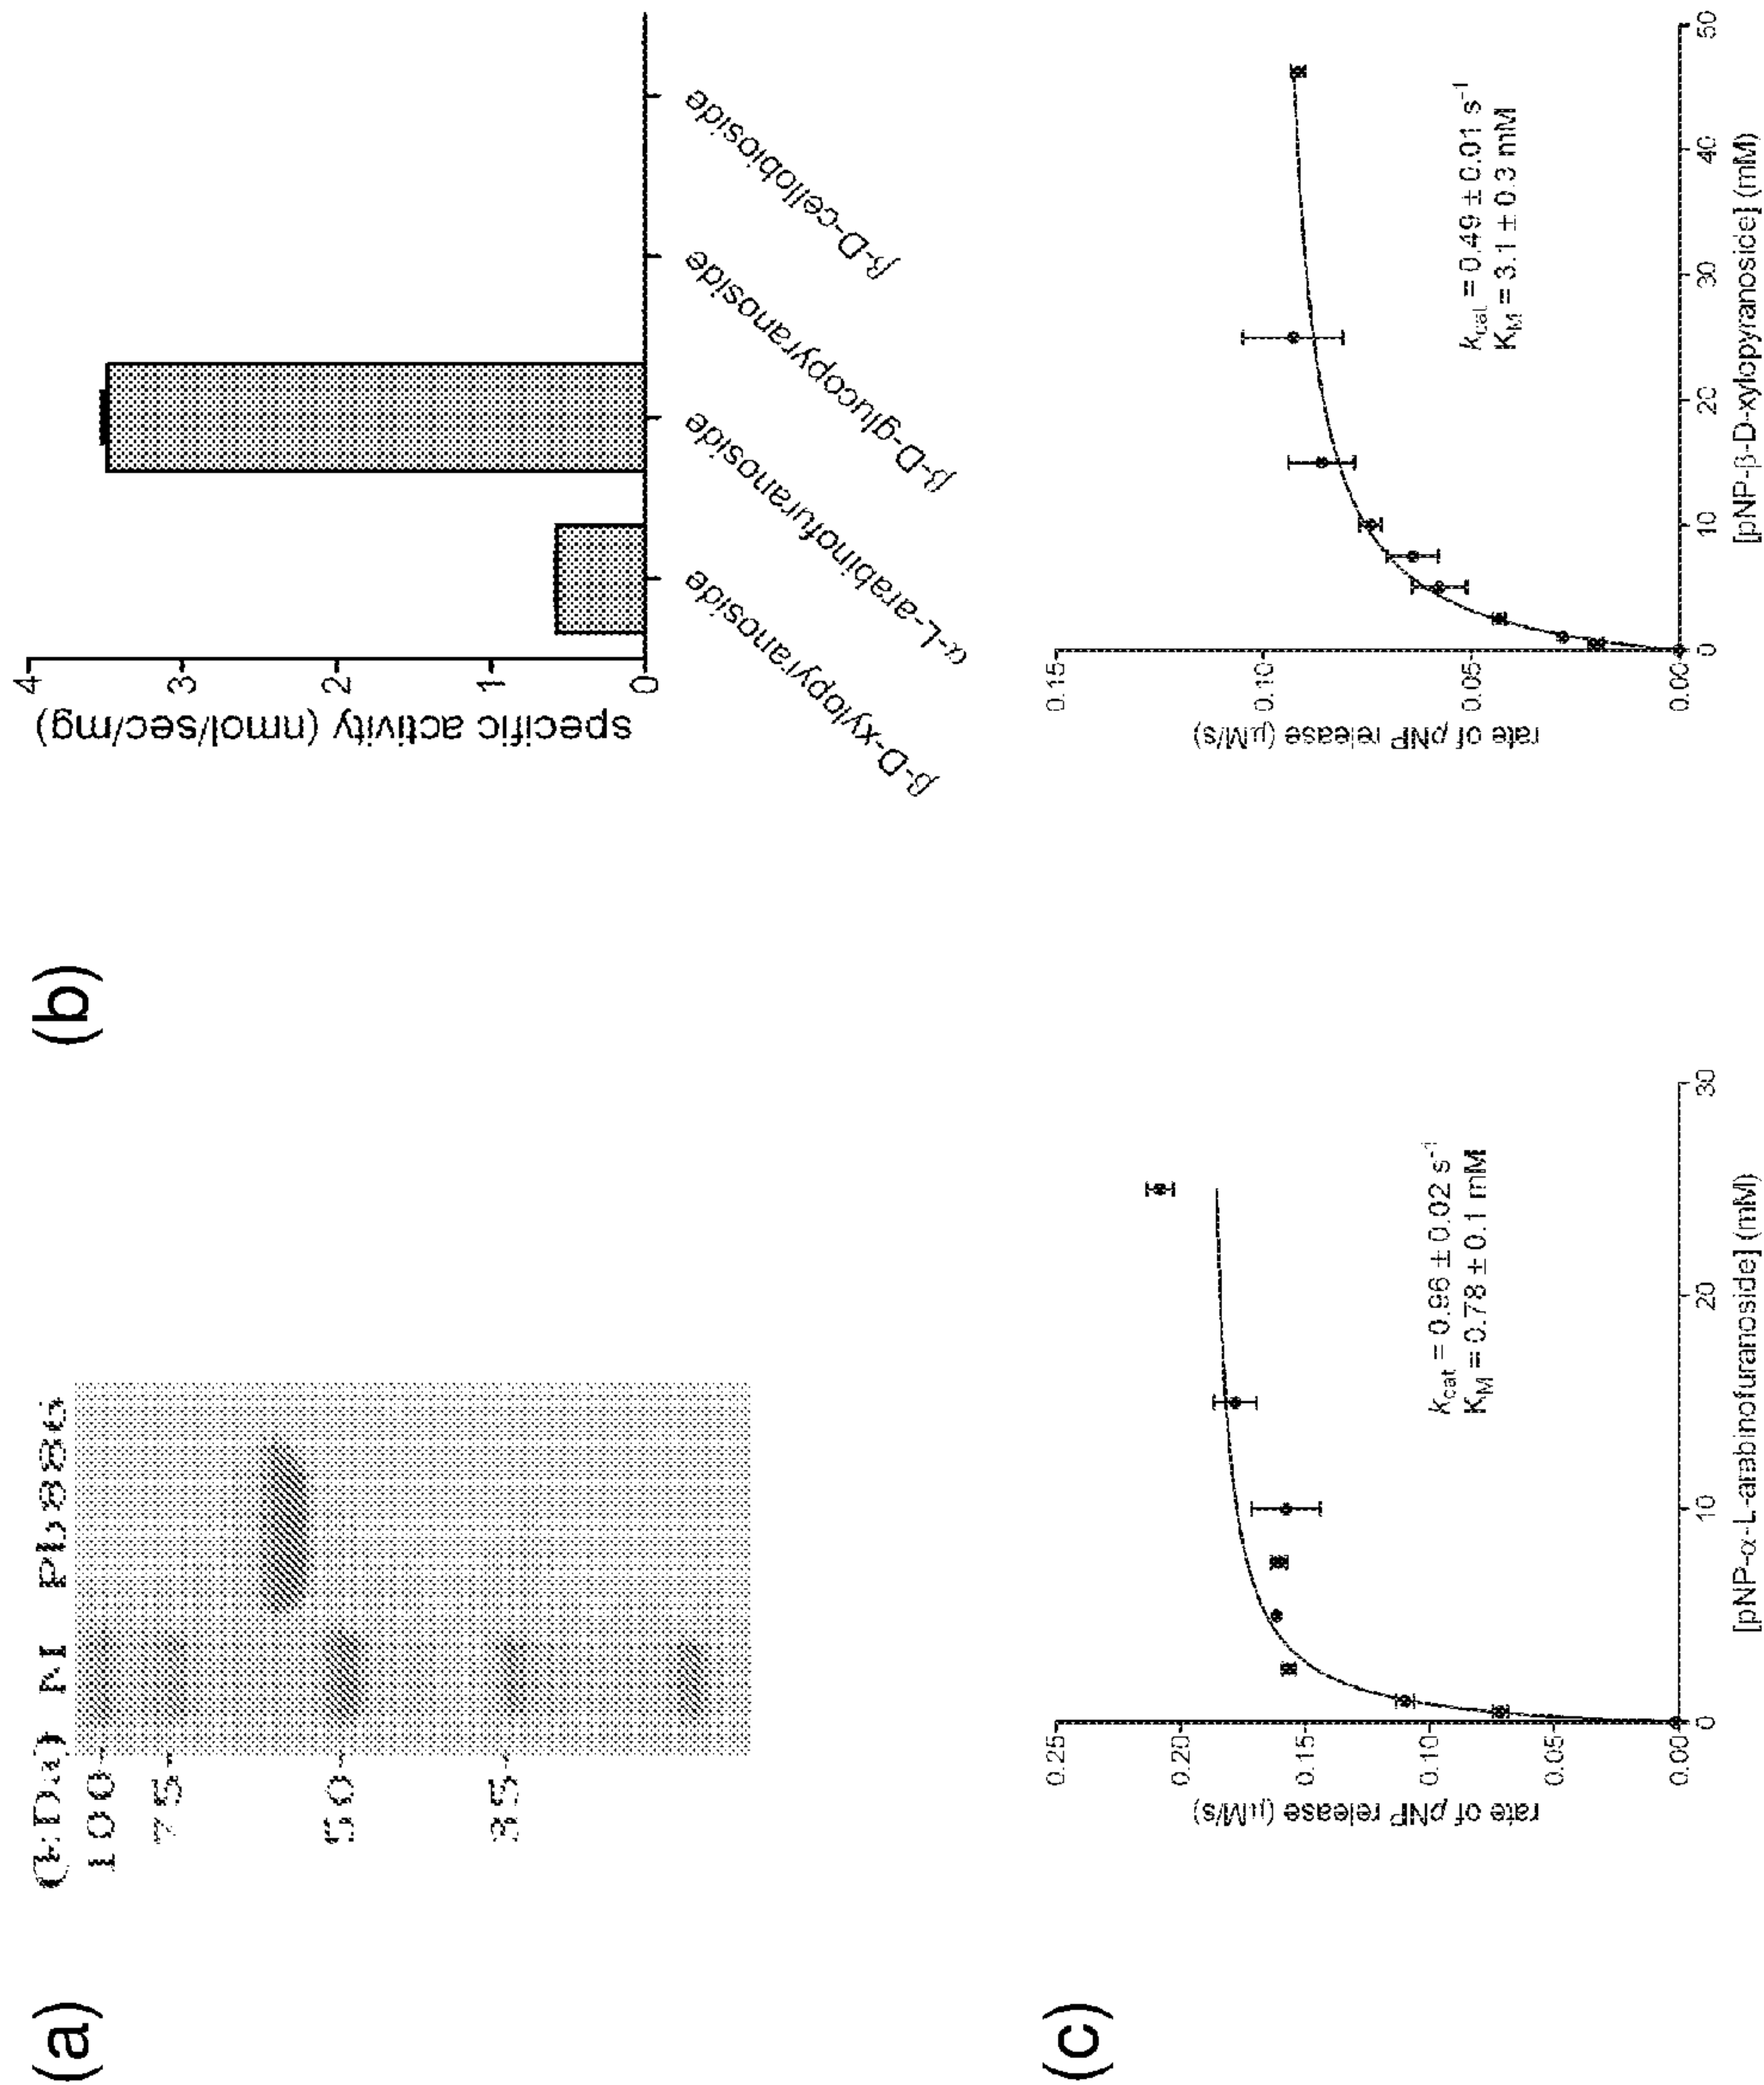 (a)
(kDa) M Pb886
100-
75-
50-
35-
(b)
specific activity (nmol/sec/mg)
4
3
2
1
0
β-D-xylopyranoside
α-L-arabinofuranoside
β-D-glucopyranoside
β-D-cellobioside
(c)
rate of pNP release (μM/s)
0.25
0.20
0.15
0.10
0.05
0.00
0 10 20 30
[pNP-α-L-arabinofuranoside] (mM)
kcat = 0.96 ± 0.02 s⁻¹
KM = 0.78 ± 0.1 mM
rate of pNP release (μM/s)
0.15
0.10
0.05
0.00
0 10 20 30 40 50
[pNP-β-D-xylopyranoside] (mM)
kcat = 0.49 ± 0.01 s⁻¹
KM = 3.1 ± 0.3 mM